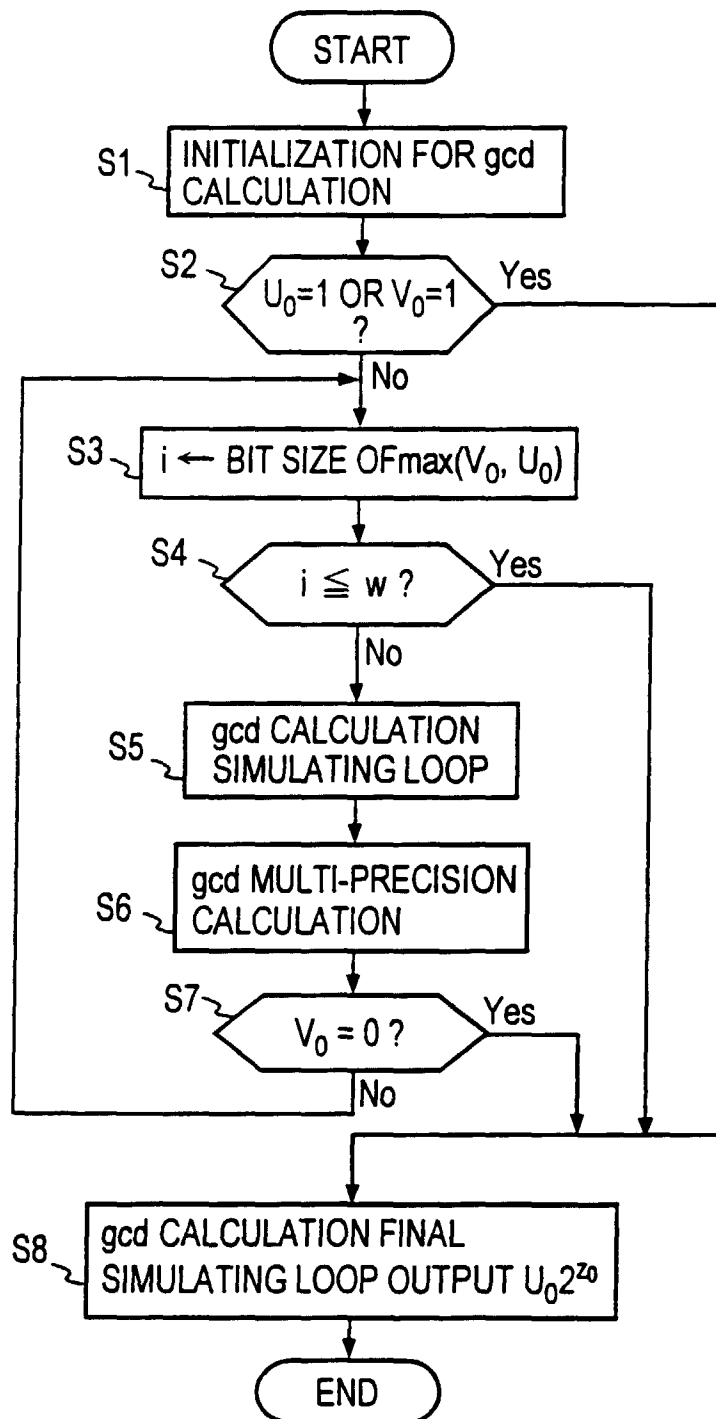 START
S1
INITIALIZATION FOR gcd
CALCULATION
S2
U₀=1 OR V₀=1
?
Yes
No
S3
i ← BIT SIZE OFmax(V₀, U₀)
S4
i ≦ w ?
Yes
No
S5
gcd CALCULATION
SIMULATING LOOP
S6
gcd MULTI-PRECISION
CALCULATION
S7
V₀ = 0 ?
Yes
No
S8
gcd CALCULATION FINAL
SIMULATING LOOP OUTPUT U₀2^z₀
END